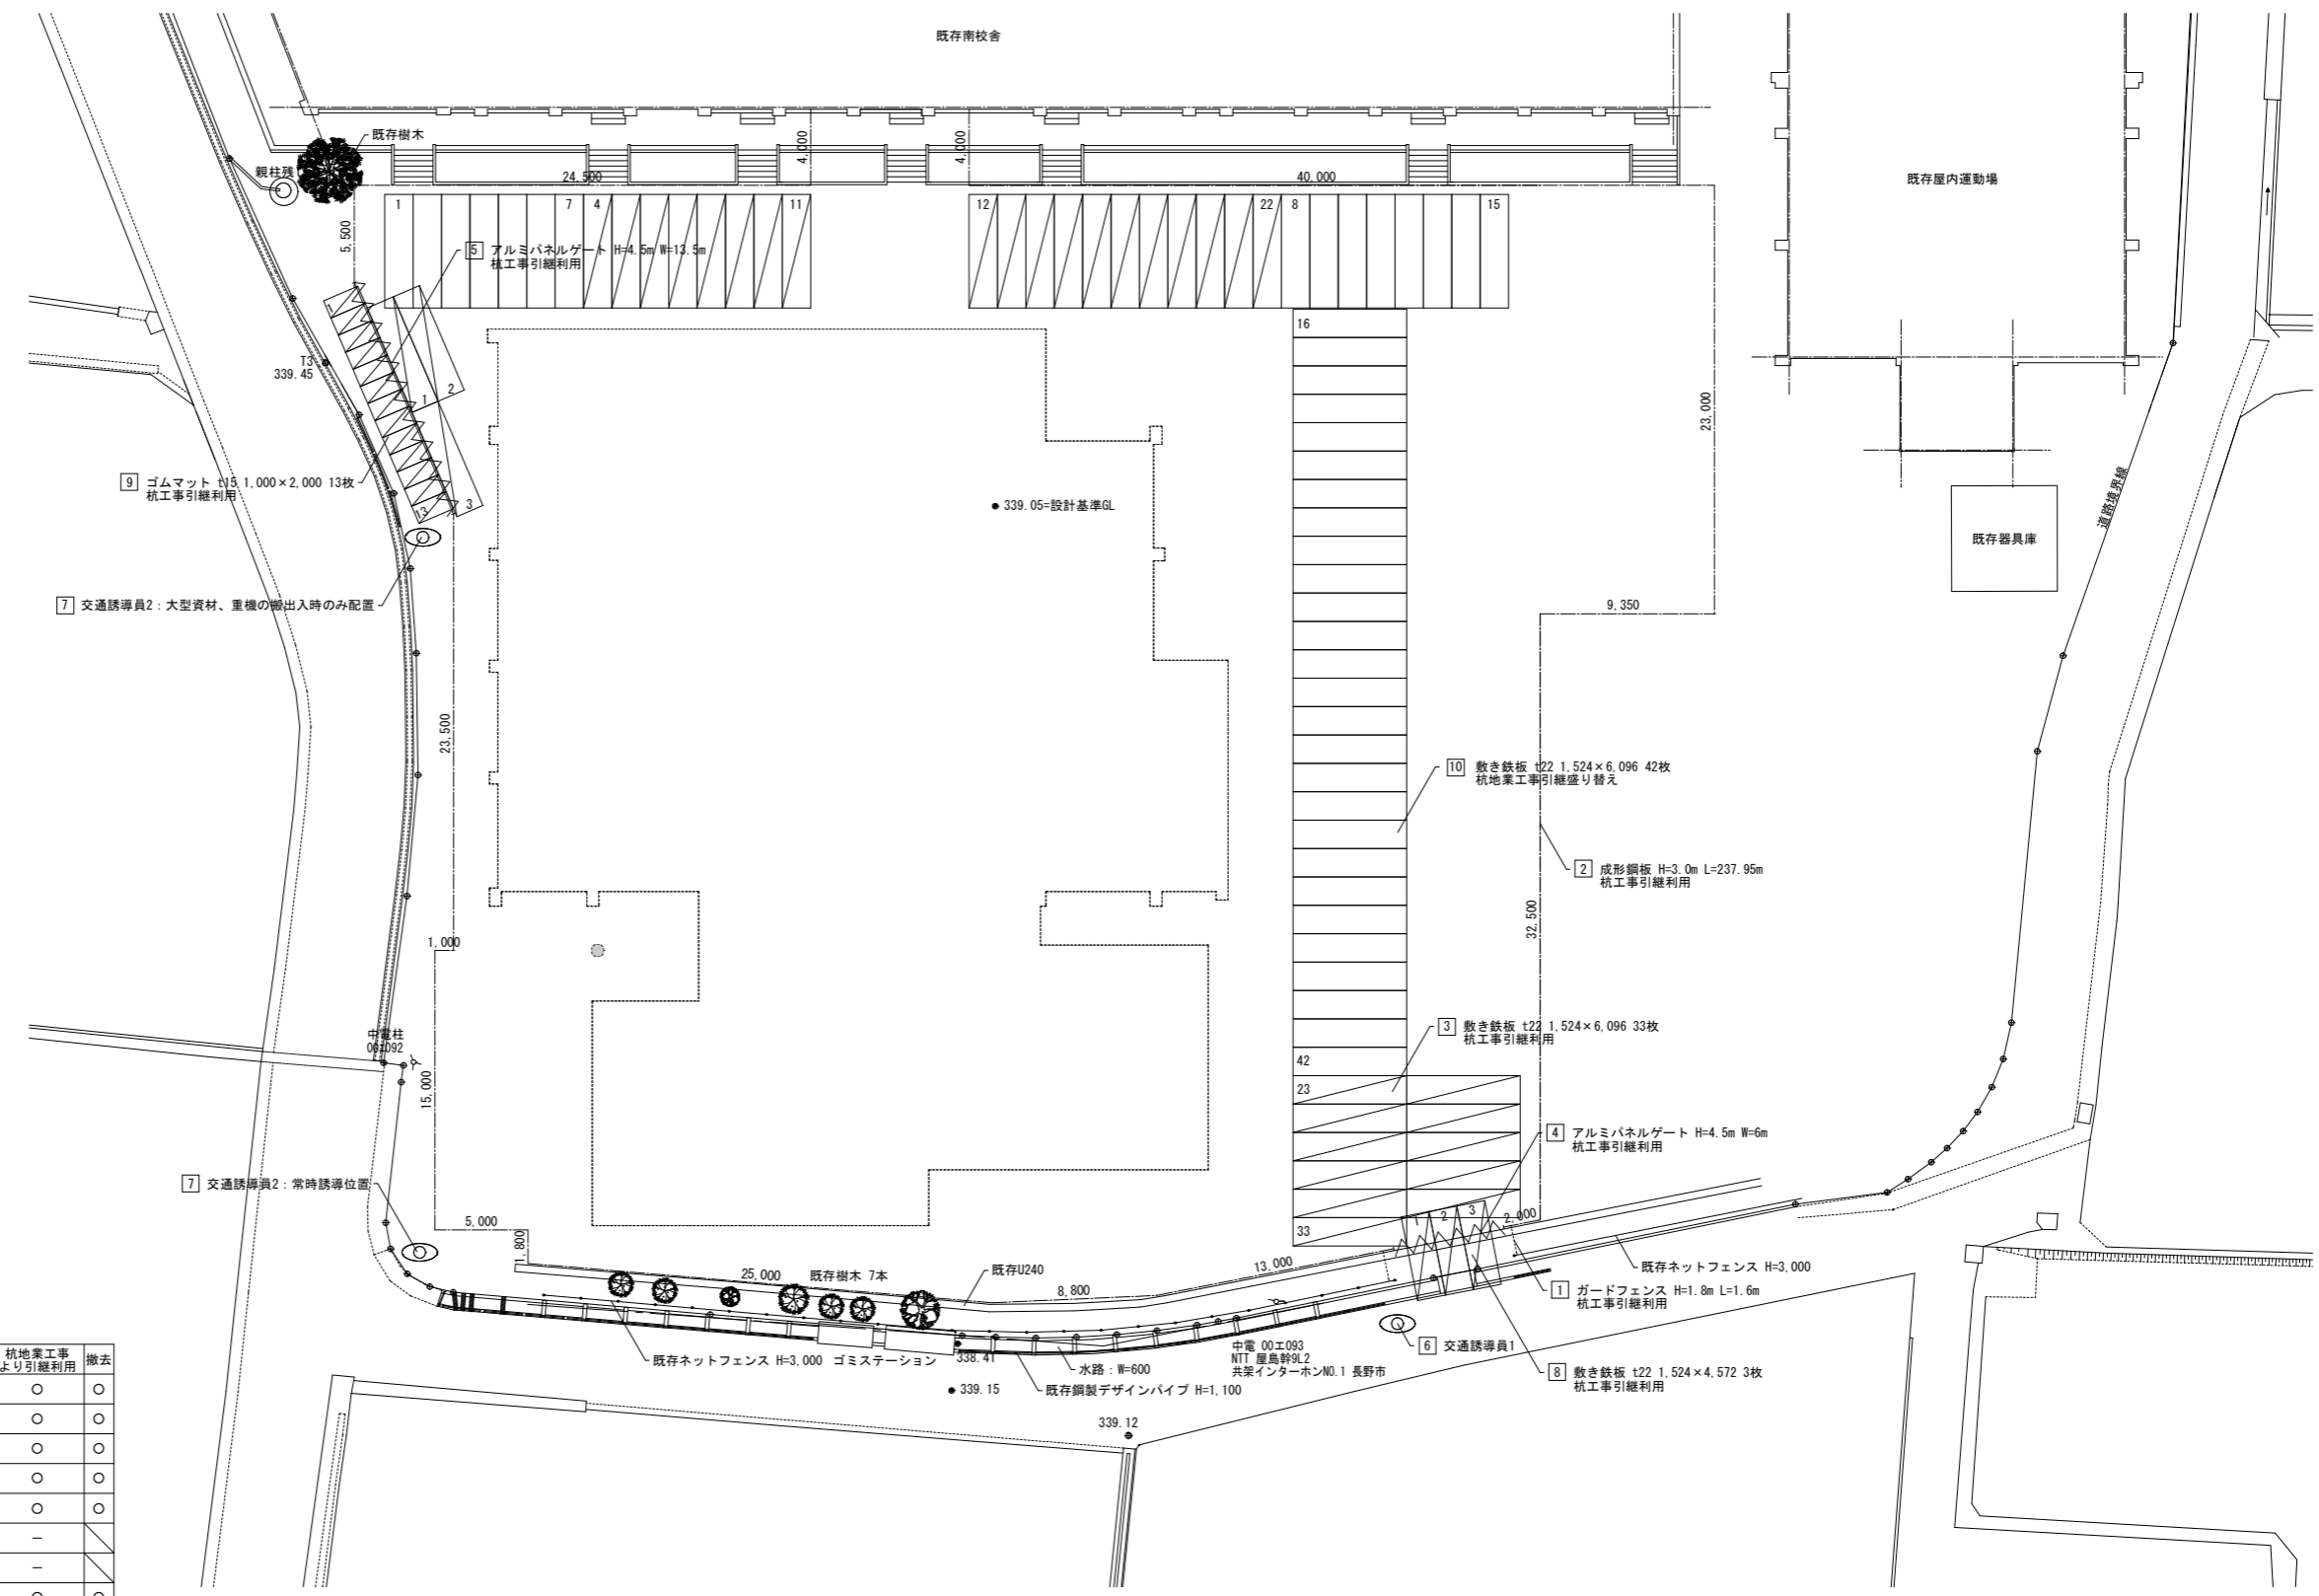 既存南校舎
既存樹木
親柱残
4,000
4,000
24,500
40,000
既存屋内運動場
1
7
4
11
12
22
8
15
5,500
5 アルミパネルゲート H=4.5m W=13.5m
杭工事引継利用
1
16
T3
339.45
2
1
23,000
9 ゴムマット t15 1,000×2,000 13枚
杭工事引継利用
13
3
339.05=設計基準GL
道路境界線
既存器具庫
7 交通誘導員2：大型資材、重機の搬出入時のみ配置
9,350
23,500
10 敷き鉄板 t22 1,524×6,096 42枚
杭地業工事引継盛り替え
2 成形鋼板 H=3.0m L=237.95m
杭工事引継利用
32,500
1,000
3 敷き鉄板 t22 1,524×6,096 33枚
杭工事引継利用
中電柱
00ｴ092
42
23
15,000
4 アルミパネルゲート H=4.5m W=6m
杭工事引継利用
7 交通誘導員2：常時誘導位置
5,000
1,800
33
1
2
3
2,000
25,000
既存樹木 7本
既存U240
13,000
8,800
既存ネットフェンス H=3,000
1 ガードフェンス H=1.8m L=1.6m
杭工事引継利用
既存ネットフェンス H=3,000
ゴミステーション
338.41
水路：W=600
中電 00エ093
NTT 屋島幹9L2
共架インターホンNO.1 長野市
6 交通誘導員1
8 敷き鉄板 t22 1,524×4,572 3枚
杭工事引継利用
339.15
既存鋼製デザインパイプ H=1,100
339.12
杭地業工事
より引継利用
撤去
○ ○
○ ○
○ ○
○ ○
○ ○
－
－
○ ○